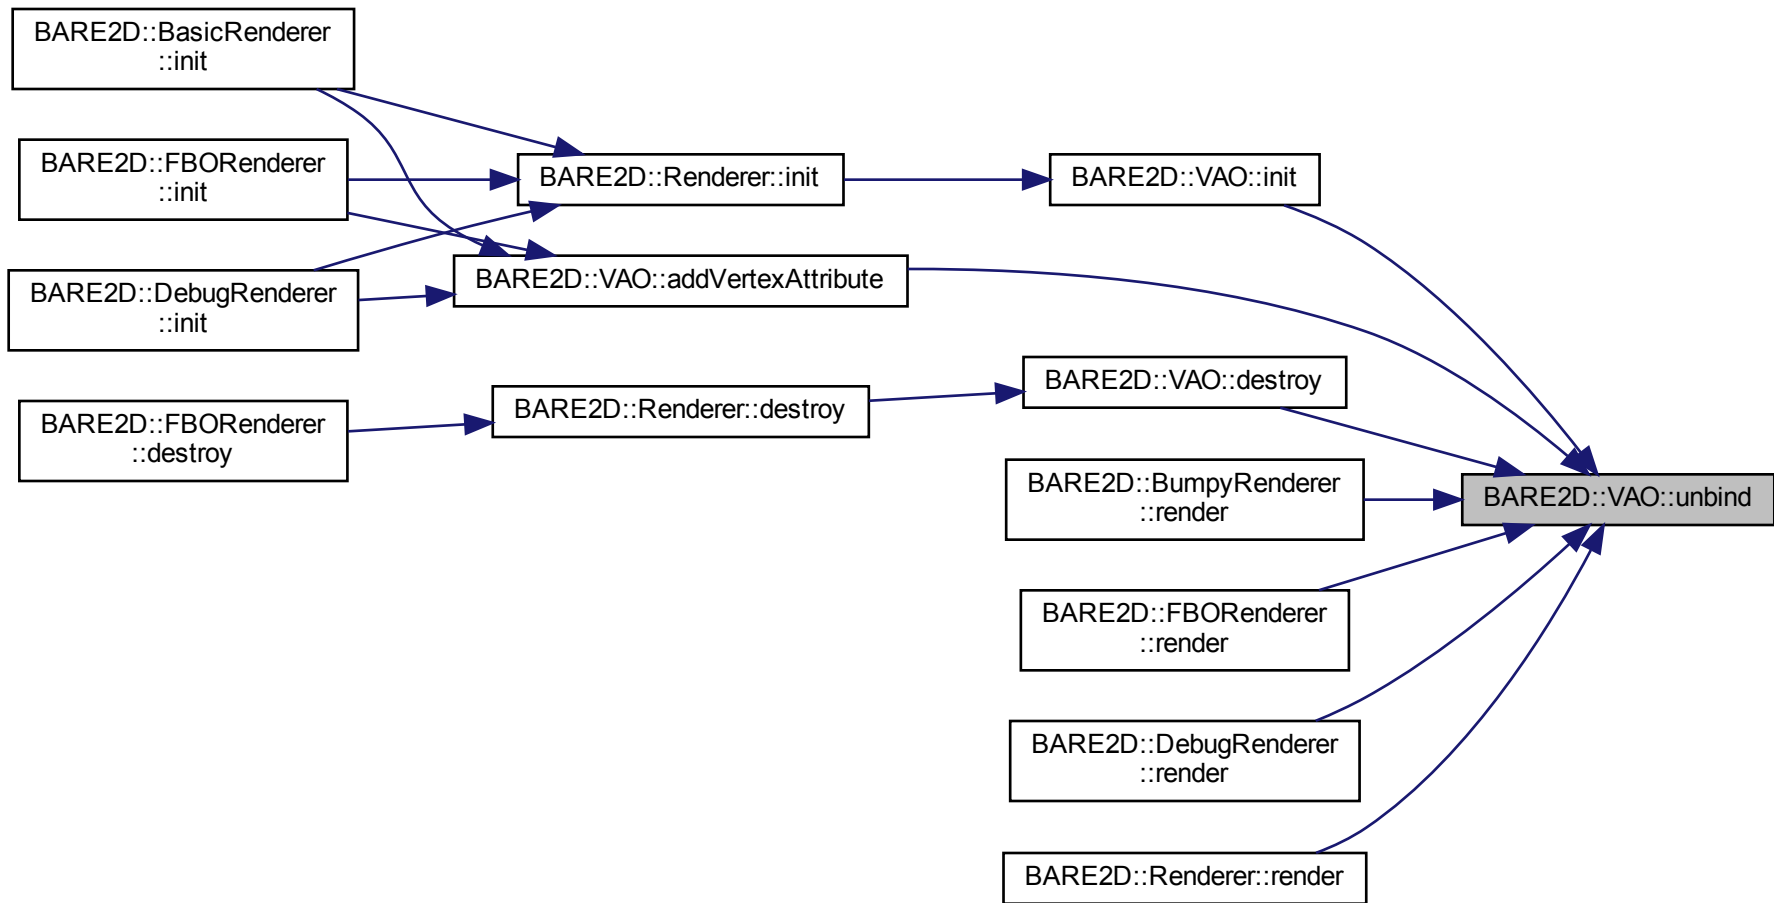 BARE2D::BasicRenderer
::init
BARE2D::FBORenderer
::init
BARE2D::DebugRenderer
::init
BARE2D::FBORenderer
::destroy
BARE2D::Renderer::init
BARE2D::VAO::addVertexAttribute
BARE2D::Renderer::destroy
BARE2D::VAO::init
BARE2D::VAO::destroy
BARE2D::BumpyRenderer
::render
BARE2D::FBORenderer
::render
BARE2D::DebugRenderer
::render
BARE2D::Renderer::render
BARE2D::VAO::unbind